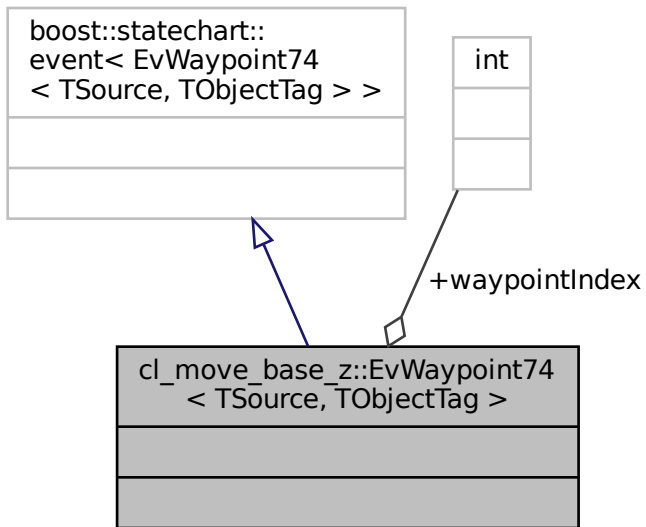 boost::statechart::
event< EvWaypoint74
< TSource, TObjectTag > >
int
+waypointIndex
cl_move_base_z::EvWaypoint74
< TSource, TObjectTag >